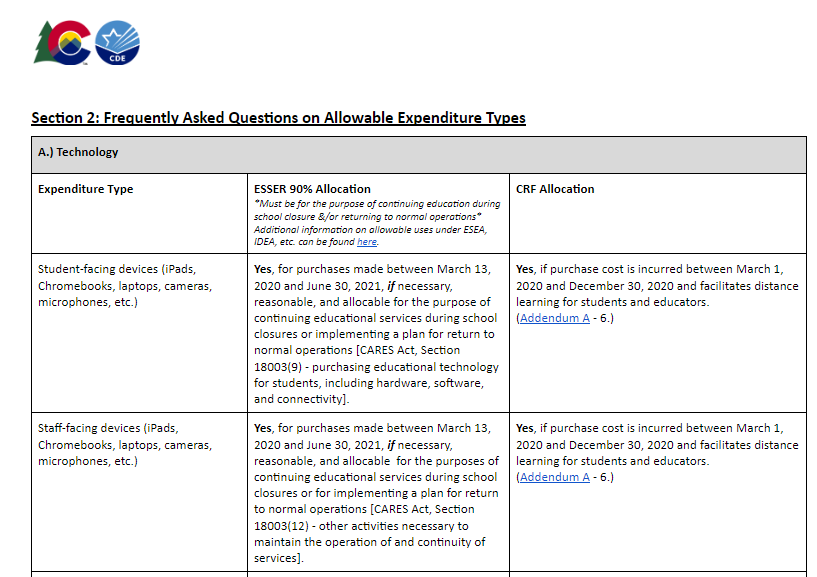 CDE
Section 2: Frequently Asked Questions on Allowable Expenditure Types
A.) Technology
Expenditure Type
ESSER 90% Allocation
*Must be for the purpose of continuing education during
school closure &/or returning to normal operations*
Additional information on allowable uses under ESEA,
IDEA, etc. can be found here.
CRF Allocation
Student-facing devices (iPads,
Chromebooks, laptops, cameras,
microphones, etc.)
Yes, for purchases made between March 13,
2020 and June 30, 2021, if necessary,
reasonable, and allocable for the purpose of
continuing educational services during school
closures or implementing a plan for return to
normal operations [CARES Act, Section
18003(9) - purchasing educational technology
for students, including hardware, software,
and connectivity].
Yes, if purchase cost is incurred between March 1,
2020 and December 30, 2020 and facilitates distance
learning for students and educators.
(Addendum A - 6.)
Staff-facing devices (iPads,
Chromebooks, laptops, cameras,
microphones, etc.)
Yes, for purchases made between March 13,
2020 and June 30, 2021, if necessary,
reasonable, and allocable  for the purposes of
continuing educational services during school
closures or for implementing a plan for return
to normal operations [CARES Act, Section
18003(12) - other activities necessary to
maintain the operation of and continuity of
services].
Yes, if purchase cost is incurred between March 1,
2020 and December 30, 2020 and facilitates distance
learning for students and educators.
(Addendum A - 6.)